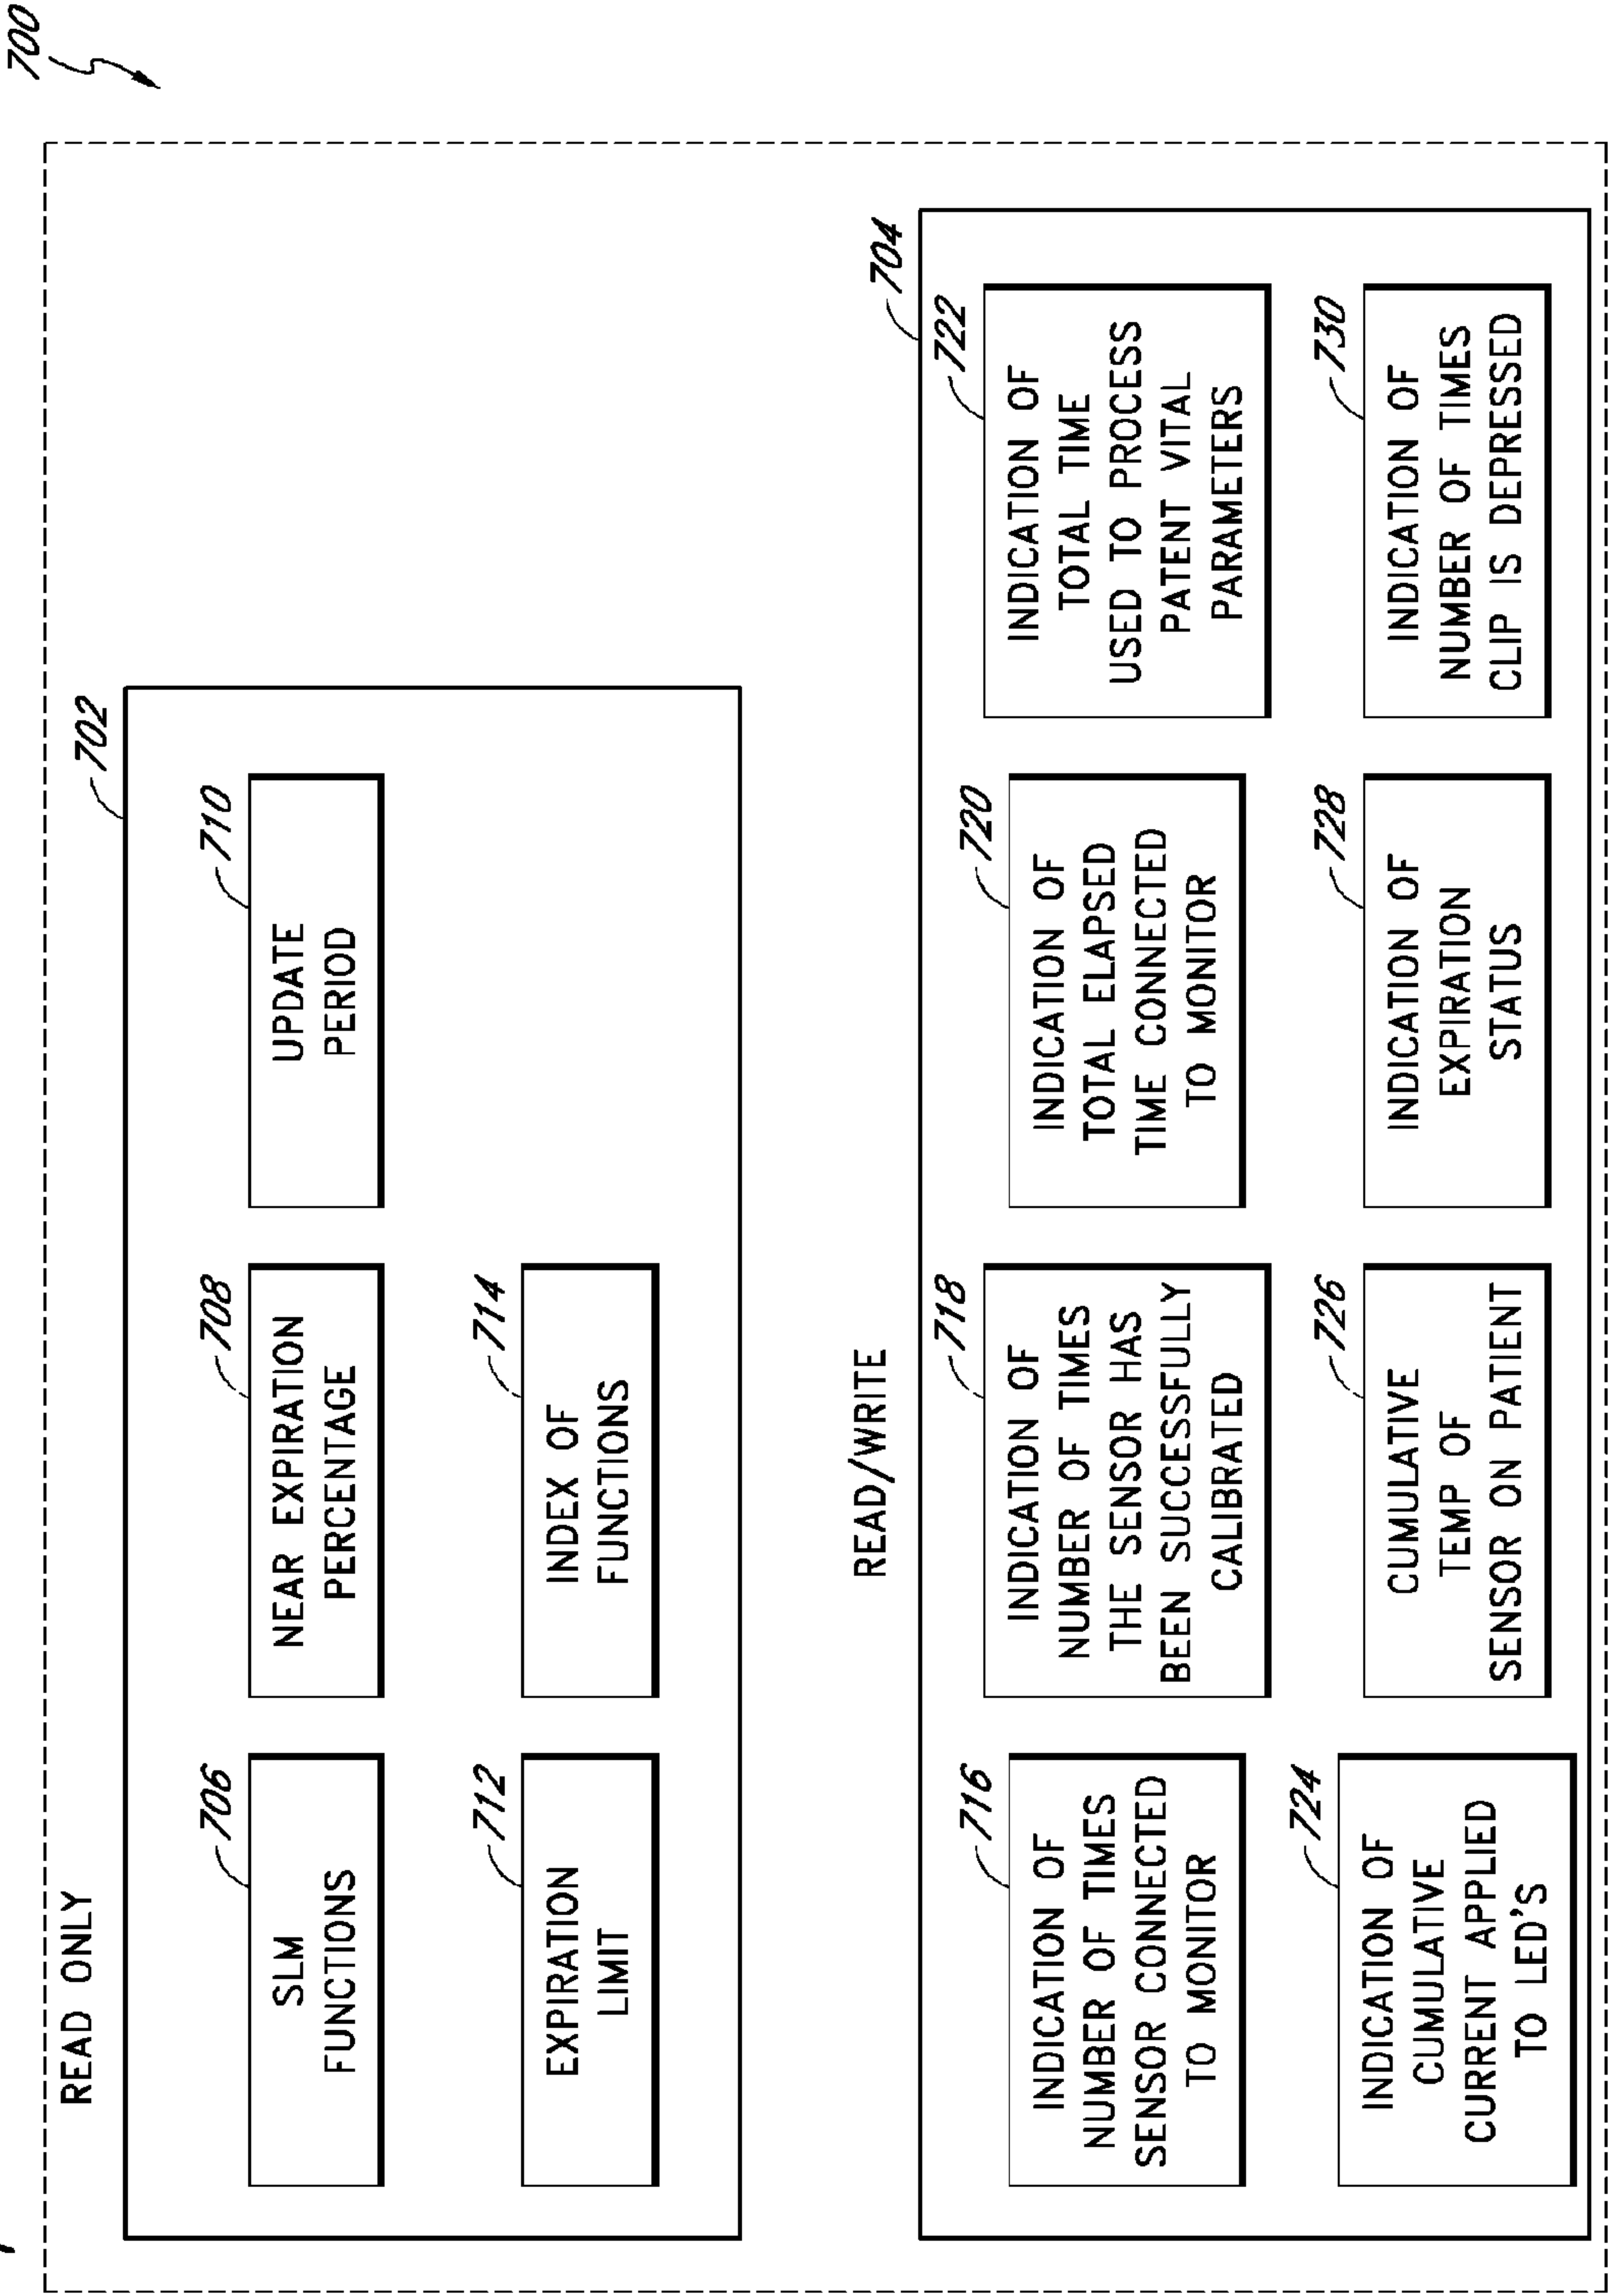 700
READ ONLY
702
706
SLM
FUNCTIONS
708
NEAR EXPIRATION
PERCENTAGE
710
UPDATE
PERIOD
712
EXPIRATION
LIMIT
714
INDEX OF
FUNCTIONS
READ/WRITE
704
716
INDICATION OF
NUMBER OF TIMES
SENSOR CONNECTED
TO MONITOR
718
INDICATION OF
NUMBER OF TIMES
THE SENSOR HAS
BEEN SUCCESSFULLY
CALIBRATED
720
INDICATION OF
TOTAL ELAPSED
TIME CONNECTED
TO MONITOR
722
INDICATION OF
TOTAL TIME
USED TO PROCESS
PATENT VITAL
PARAMETERS
724
INDICATION OF
CUMULATIVE
CURRENT APPLIED
TO LED'S
726
CUMULATIVE
TEMP OF
SENSOR ON PATIENT
728
INDICATION OF
EXPIRATION
STATUS
730
INDICATION OF
NUMBER OF TIMES
CLIP IS DEPRESSED